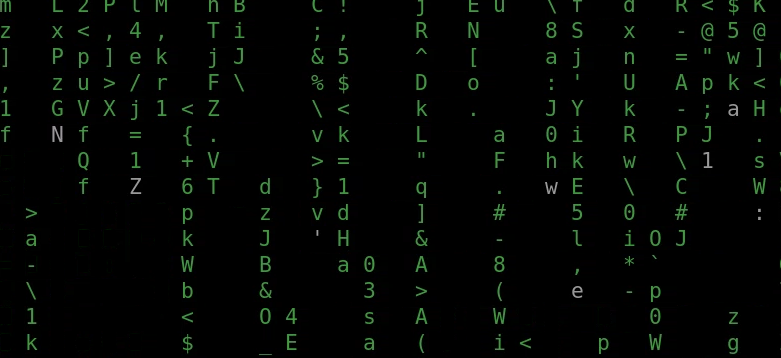 m L 2 P l M h B C ! j E u \ f d R < $ K
z x < , 4 , T i ; , R N 8 S x - @ 5 @
] P p ] e k j J & 5 ^ [ a j n = " w ]
, z u > / r F \ % $ D o : ' U A p k <
1 G V X j 1 < Z \ < k . J Y k - ; a H
f N f = { . v k L a 0 i R P J .
Q 1 + V > = " F h k w \ 1 s
f Z 6 T d } 1 q . w E \ C W
> p z v d ] # 5 0 # :
a k J ' H & - l i O J
- W B a 0 A 8 , * `
\ b & 3 > ( e - p
1 < O 4 s A W 0 z
k $ _ E a ( i < p W g